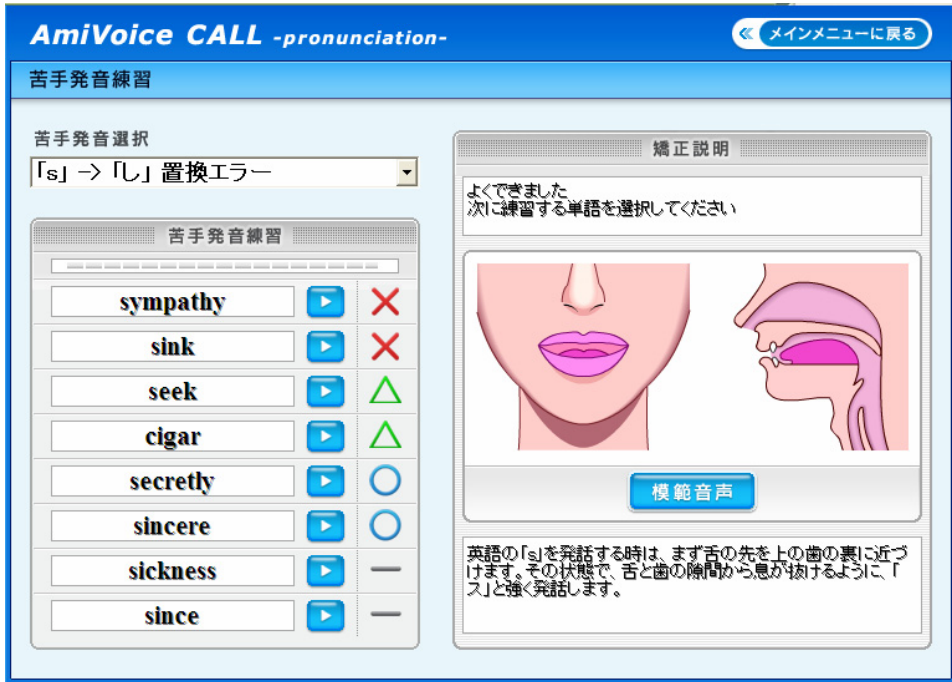 AmiVoice CALL -pronunciation-
メインメニューに戻る
苦手発音練習
苦手発音選択
「s」->「し」置換エラー
苦手発音練習
sympathy
sink
seek
cigar
secretly
sincere
sickness
since
矯正説明
よくできました
次に練習する単語を選択してください
模範音声
英語の「s」を発話する時は、まず舌の先を上の歯の裏に近づ
けます。その状態で、舌と歯の隙間から息が抜けるように、「
ス」と強く発話します。